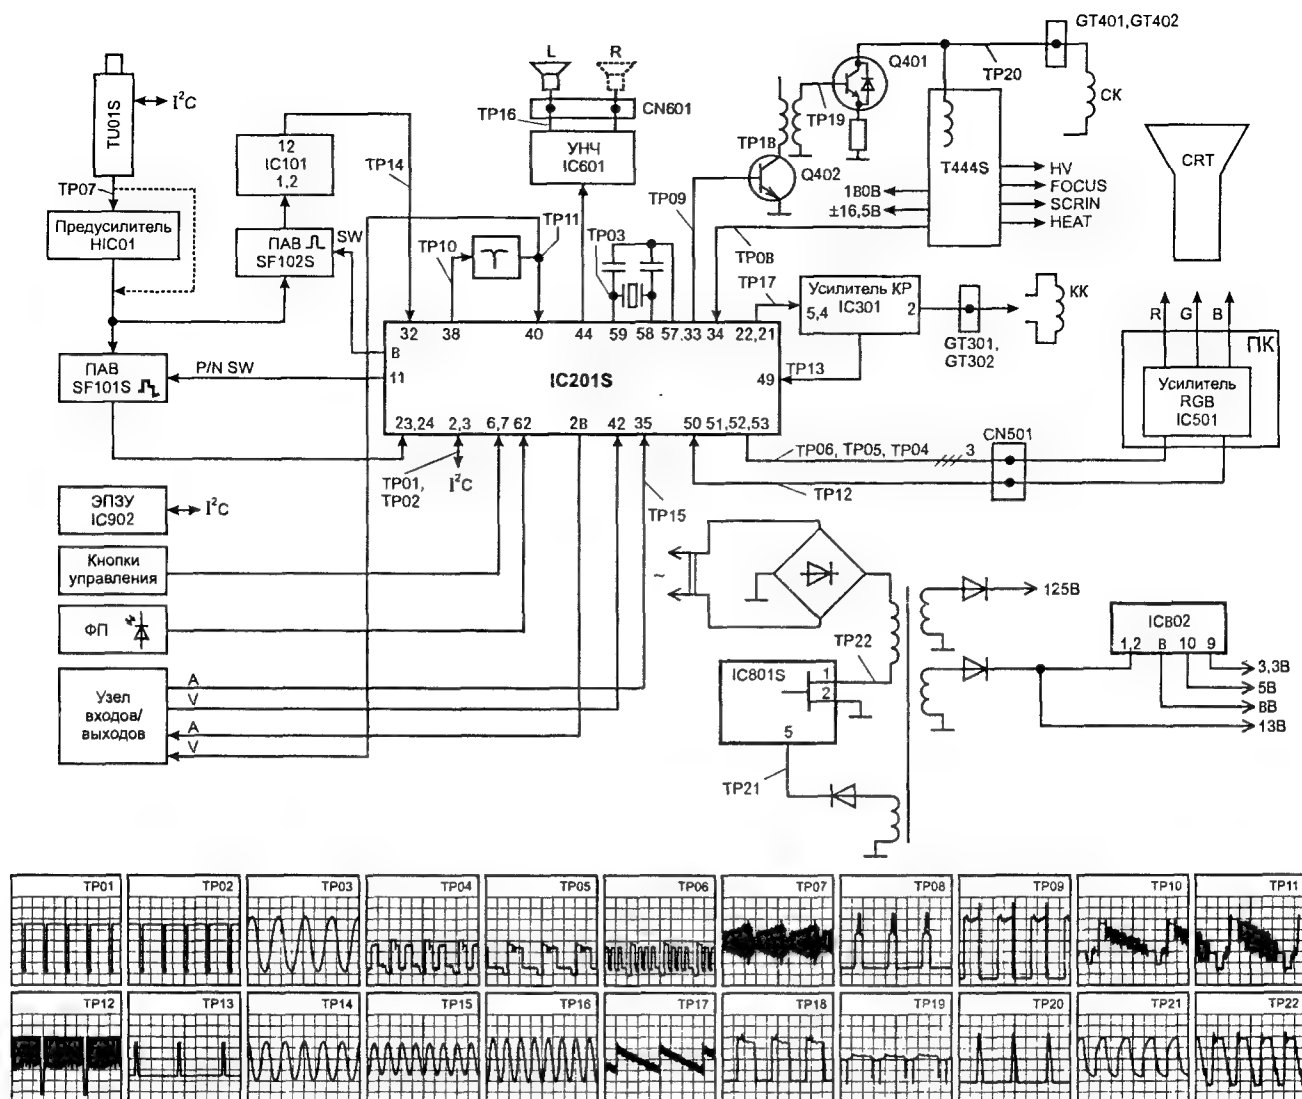 GT401,GT402
L
R
Q401
TP20
СК
TU01S
I²C
CN601
TP16
TP19
УНЧ
IC601
TP18
Q402
T444S
HV
FOCUS
SCRIN
HEAT
1В0В
±16,5В
CRT
12
IC101
1,2
TP14
TP07
Предусилитель
HIC01
ПАВ
SF102S
SW
TP10
TP11
TP03
TP09
TP0В
TP17
Усилитель КР
IC301
5,4
2
GT301,
GT302
КК
R
G
B
ПК
Усилитель
RGB
IC501
ПАВ
SF101S
P/N SW
32
38
40
44
59
58
57
33
34
22,21
В
11
IC201S
49
TP13
23,24
2,3
6,7
62
2В
42
35
50
51,52,53
CN501
TP06, TP05, TP04
3
TP12
TP01,
TP02
I²C
TP15
ЭПЗУ
IC902
I²C
Кнопки
управления
ФП
Узел
входов/
выходов
A
V
A
V
~
TP22
IC801S
1
2
5
TP21
125В
ICВ02
1,2
В
10
9
3,3В
5В
ВВ
13В
TP01
TP02
TP03
TP04
TP05
TP06
TP07
TP08
TP09
TP10
TP11
TP12
TP13
TP14
TP15
TP16
TP17
TP18
TP19
TP20
TP21
TP22